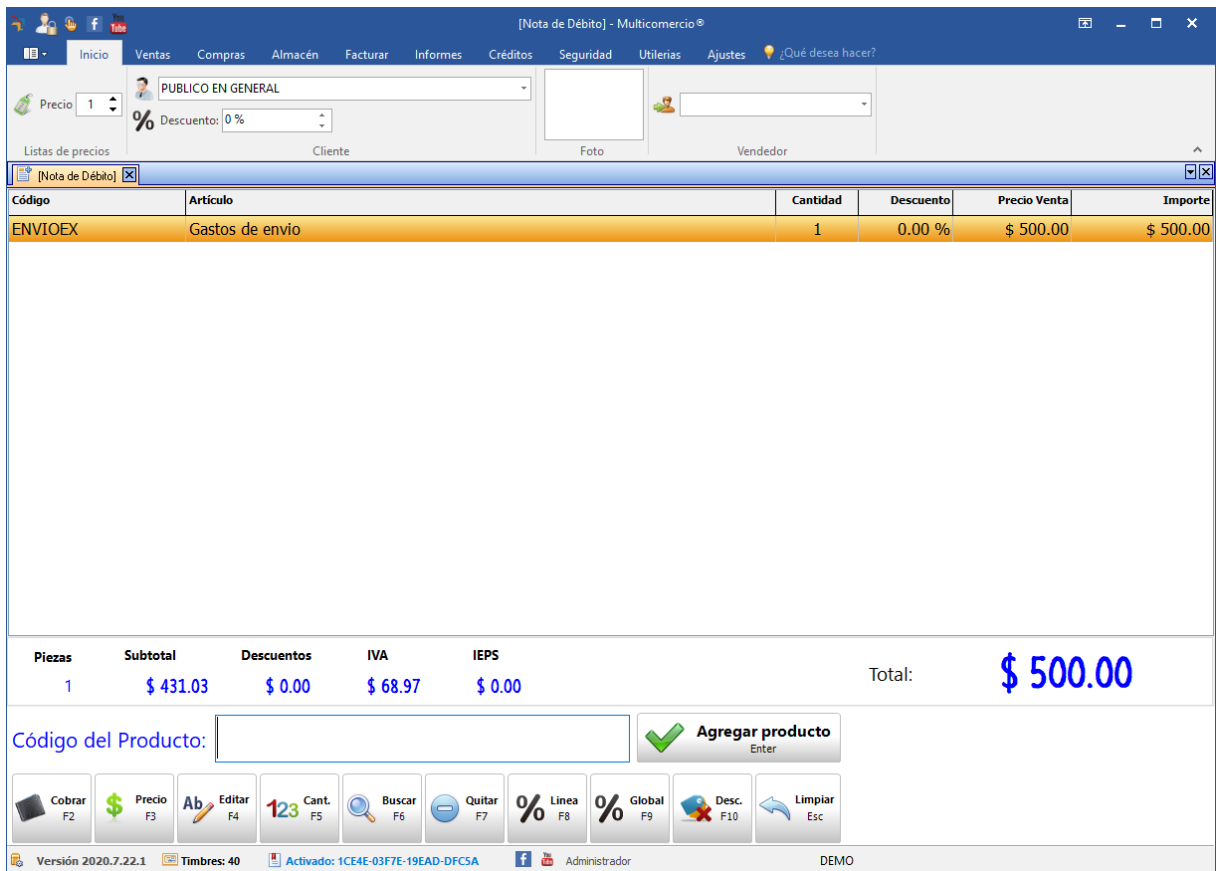 [Nota de Débito] - Multicomercio®
Inicio Ventas Compras Almacén Facturar Informes Créditos Seguridad Utilerias Ajustes ¿Qué desea hacer?
Precio 1
PUBLICO EN GENERAL
% Descuento: 0 %
Listas de precios Cliente Foto Vendedor
[Nota de Débito]
Código Artículo Cantidad Descuento Precio Venta Importe
ENVIOEX Gastos de envio 1 0.00 % $ 500.00 $ 500.00
Piezas Subtotal Descuentos IVA IEPS
1 $ 431.03 $ 0.00 $ 68.97 $ 0.00
Total: $ 500.00
Código del Producto:
Agregar producto
Enter
Cobrar Precio Editar Cant. Buscar Quitar Linea Global Desc. Limpiar
F2 F3 F4 F5 F6 F7 F8 F9 F10 Esc
Versión 2020.7.22.1 Timbres: 40 Activado: 1CE4E-03F7E-19EAD-DFC5A Administrador DEMO